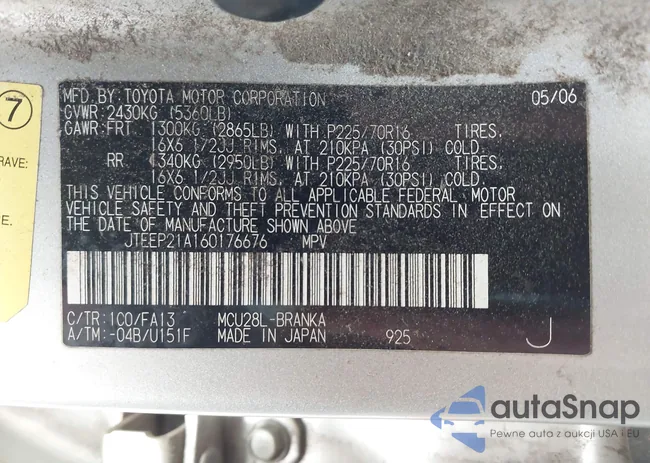 7
RAVE:
MFD. BY: TOYOTA MOTOR CORPORATION 05/06
GVWR: 2430KG (5360LB)
GAWR: FRT. 1300KG (2865LB) WITH P225/70R16 TIRES.
16X6 1/2JJ RIMS. AT 210KPA (30PSI) COLD.
RR. 1340KG (2950LB) WITH P225/70R16 TIRES.
16X6 1/2JJ RIMS. AT 210KPA (30PSI) COLD.
THIS VEHICLE CONFORMS TO ALL APPLICABLE FEDERAL MOTOR
VEHICLE SAFETY AND THEFT PREVENTION STANDARDS IN EFFECT ON
THE DATE OF MANUFACTURE SHOWN ABOVE
JTEEP21A160176676 MPV
C/TR: 1C0/FA13 MCU28L-BRANKA
A/TM: -04B/U151F MADE IN JAPAN 925 J
autaSnap
Pewne auta z aukcji USA i EU